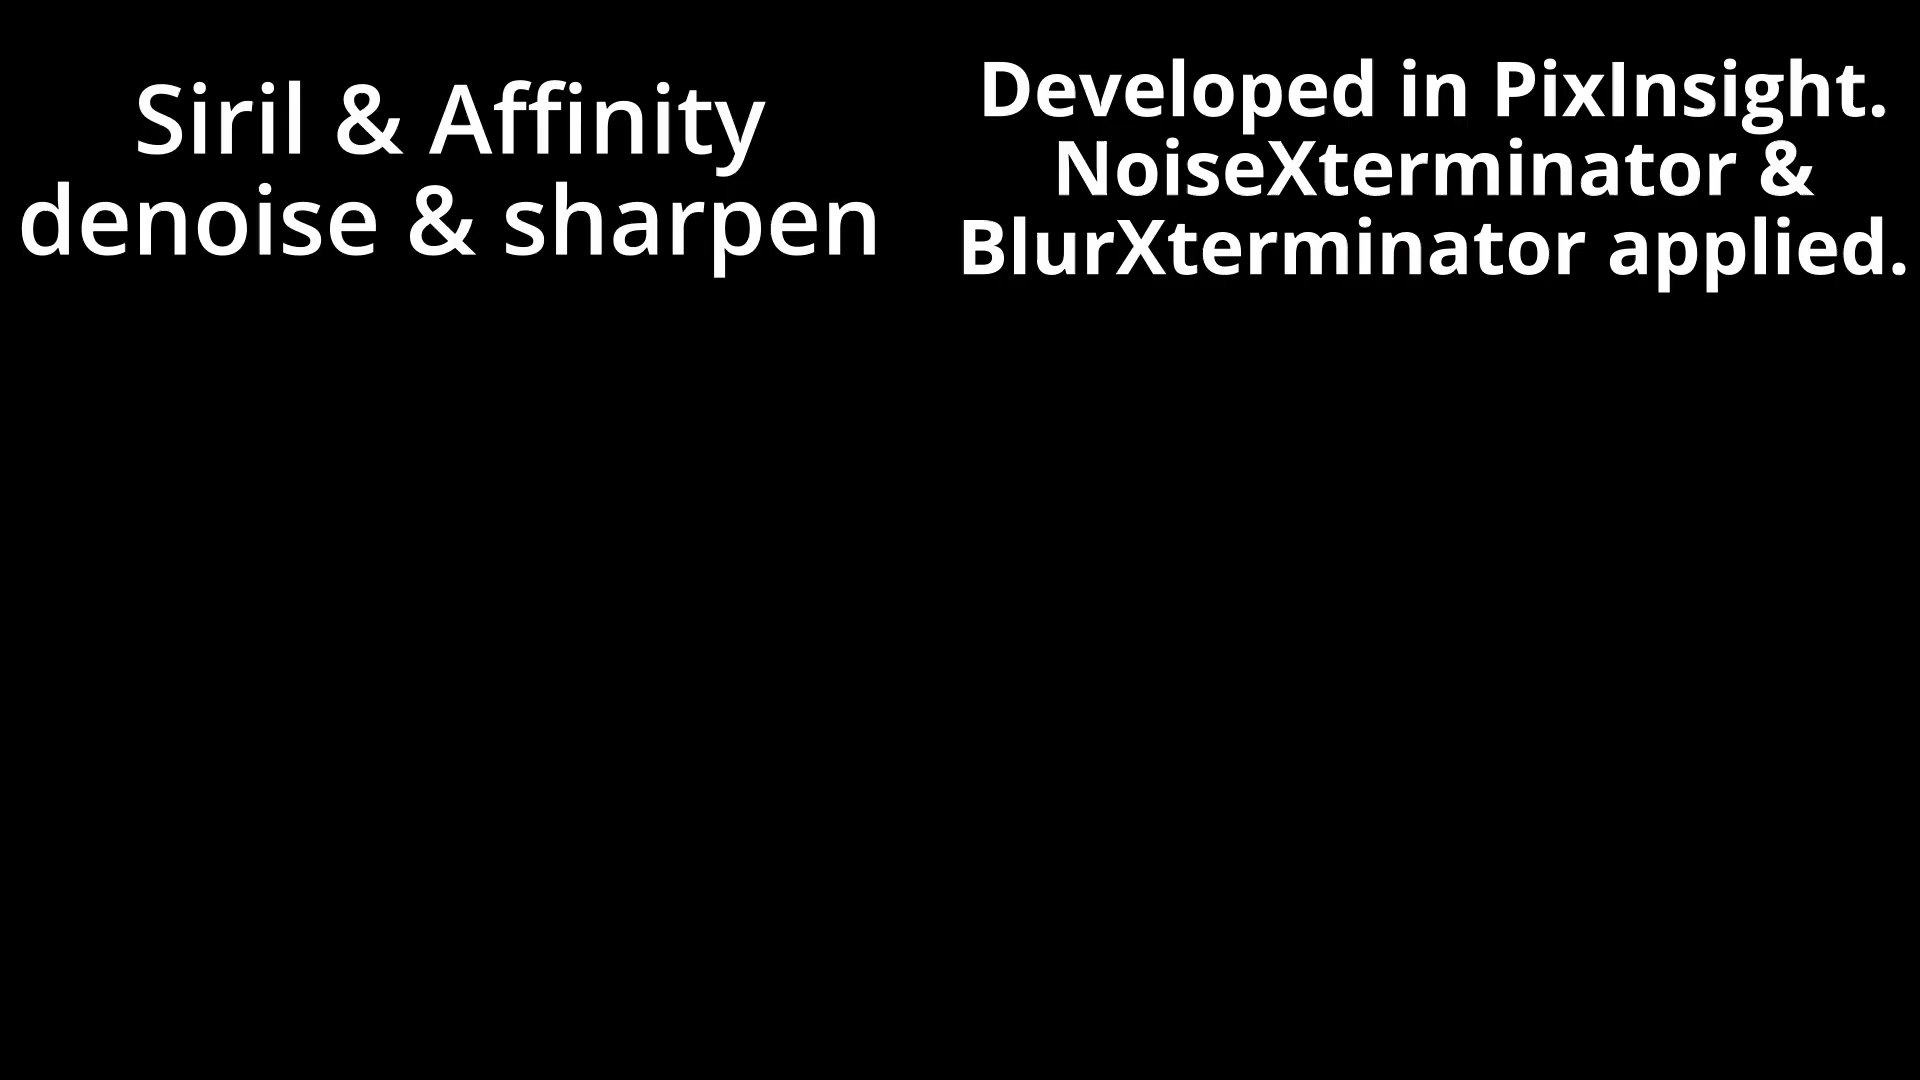 Siril & Affinity
denoise & sharpen
Developed in PixInsight.
NoiseXterminator &
BlurXterminator applied.